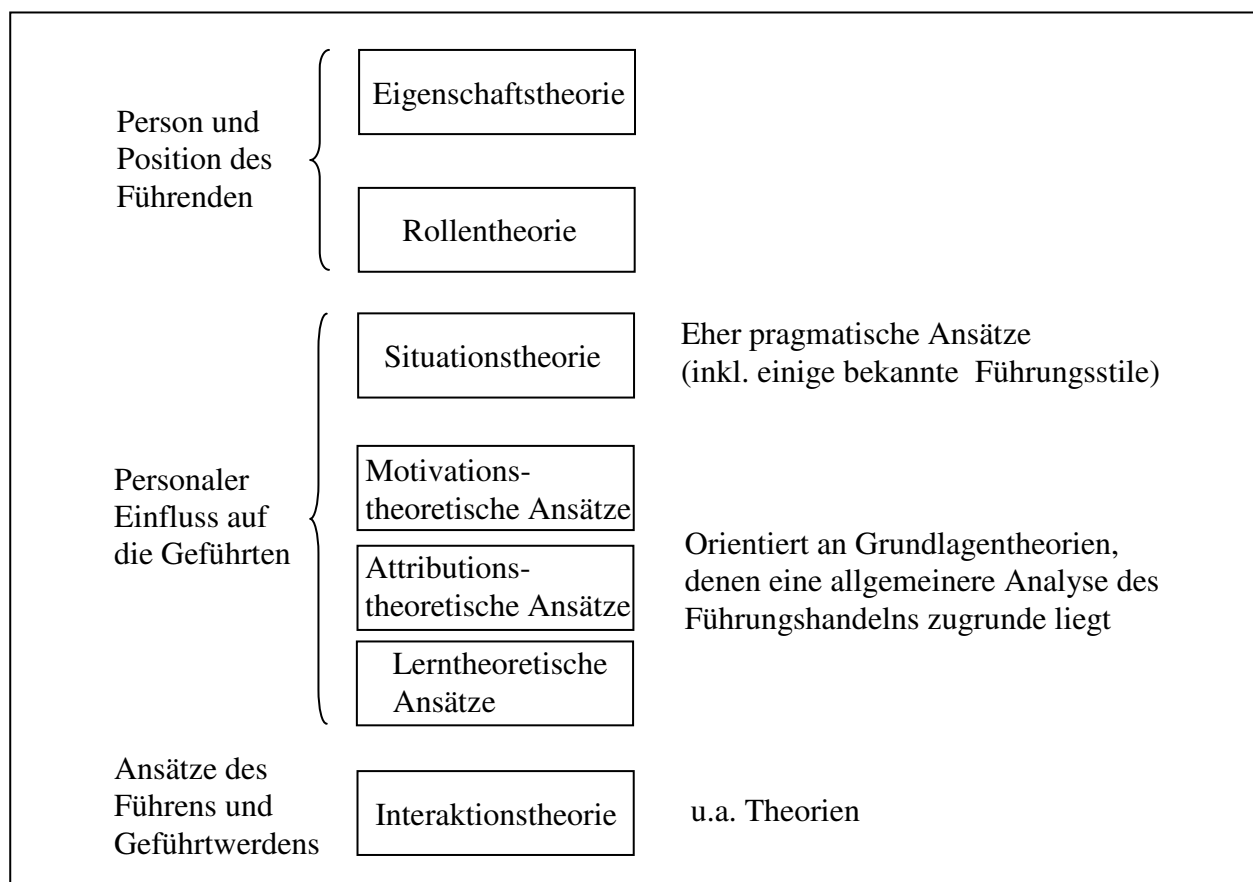 Person und
Position des
Führenden
Eigenschaftstheorie
Rollentheorie
Personaler
Einfluss auf
die Geführten
Situationstheorie
Eher pragmatische Ansätze
(inkl. einige bekannte Führungsstile)
Motivations-
theoretische Ansätze
Attributions-
theoretische Ansätze
Lerntheoretische
Ansätze
Orientiert an Grundlagentheorien,
denen eine allgemeinere Analyse des
Führungshandelns zugrunde liegt
Ansätze des
Führens und
Geführtwerdens
Interaktionstheorie
u.a. Theorien